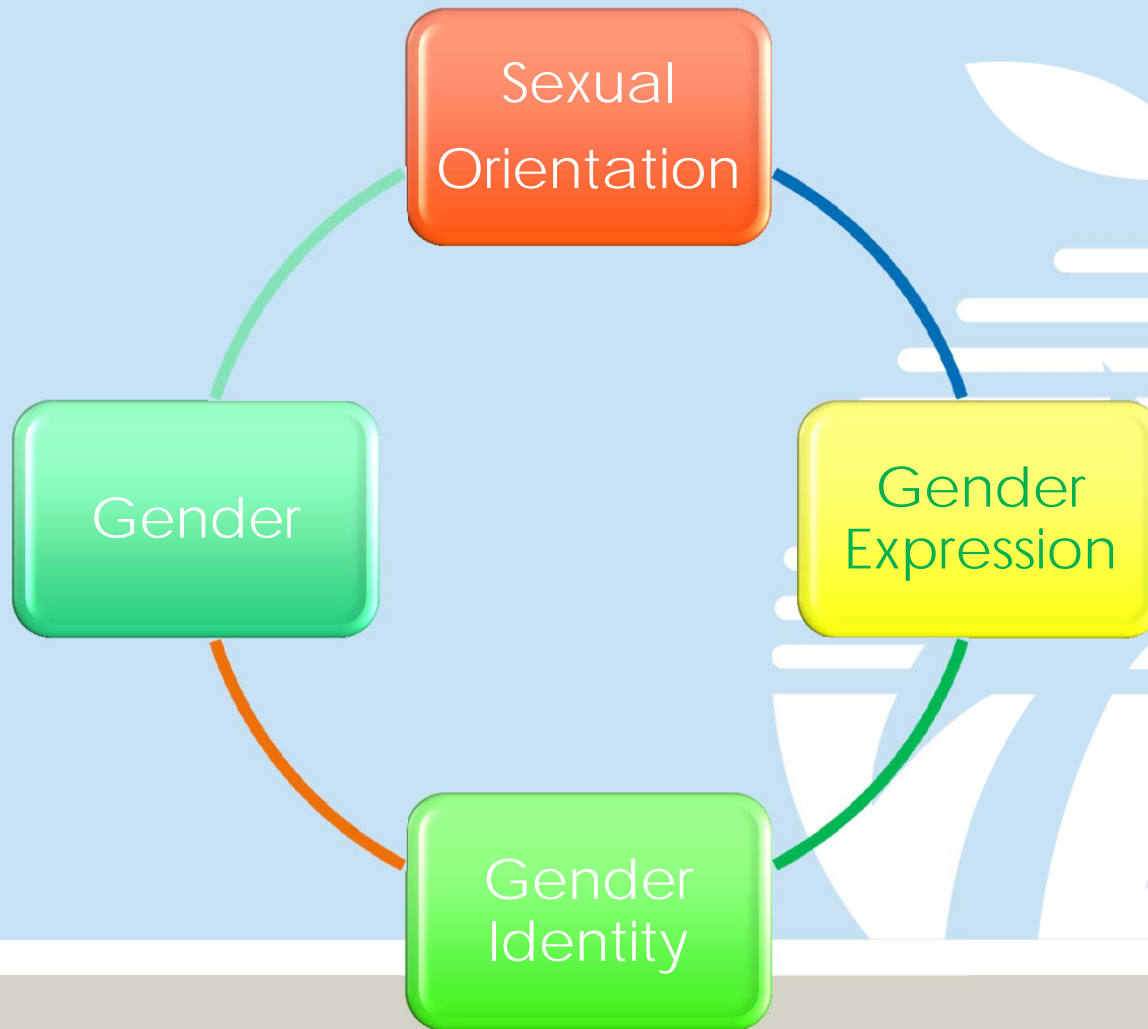 Sexual
Orientation
Gender
Gender
Expression
Gender
Identity